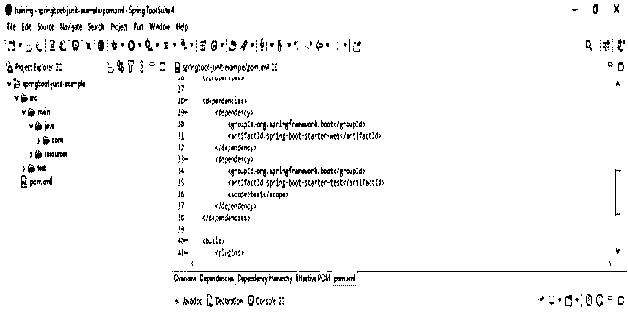 training - springboot-junit-example/pom.xml - Spring Tool Suite 4
File Edit Source Navigate Search Project Run Window Help
Project Explorer
springboot-junit-example/pom.xml
springboot-junit-example
src
main
java
com
resources
test
pom.xml
27
28 <dependencies>
29 <dependency>
30 <groupId>org.springframework.boot</groupId>
31 <artifactId>spring-boot-starter-web</artifactId>
32 </dependency>
33 <dependency>
34 <groupId>org.springframework.boot</groupId>
35 <artifactId>spring-boot-starter-test</artifactId>
36 <scope>test</scope>
37 </dependency>
38 </dependencies>
39
40 <build>
41 <plugins>
Overview Dependencies Dependency Hierarchy Effective POM pom.xml
Javadoc Declaration Console